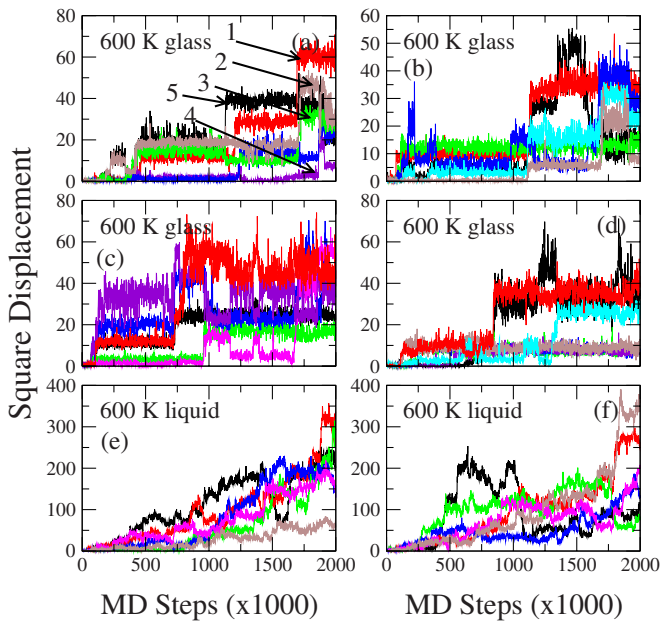 80
600 K glass
1
(a)
2
3
5
4
60
40
20
0
60
600 K glass
(b)
50
40
30
20
10
0
80
600 K glass
(c)
60
40
20
0
80
600 K glass
(d)
60
40
20
0
Square Displacement
400
600 K liquid
(e)
300
200
100
0
0 500 1000 1500 2000
400
600 K liquid
(f)
300
200
100
0
0 500 1000 1500 2000
MD Steps (x1000)
MD Steps (x1000)